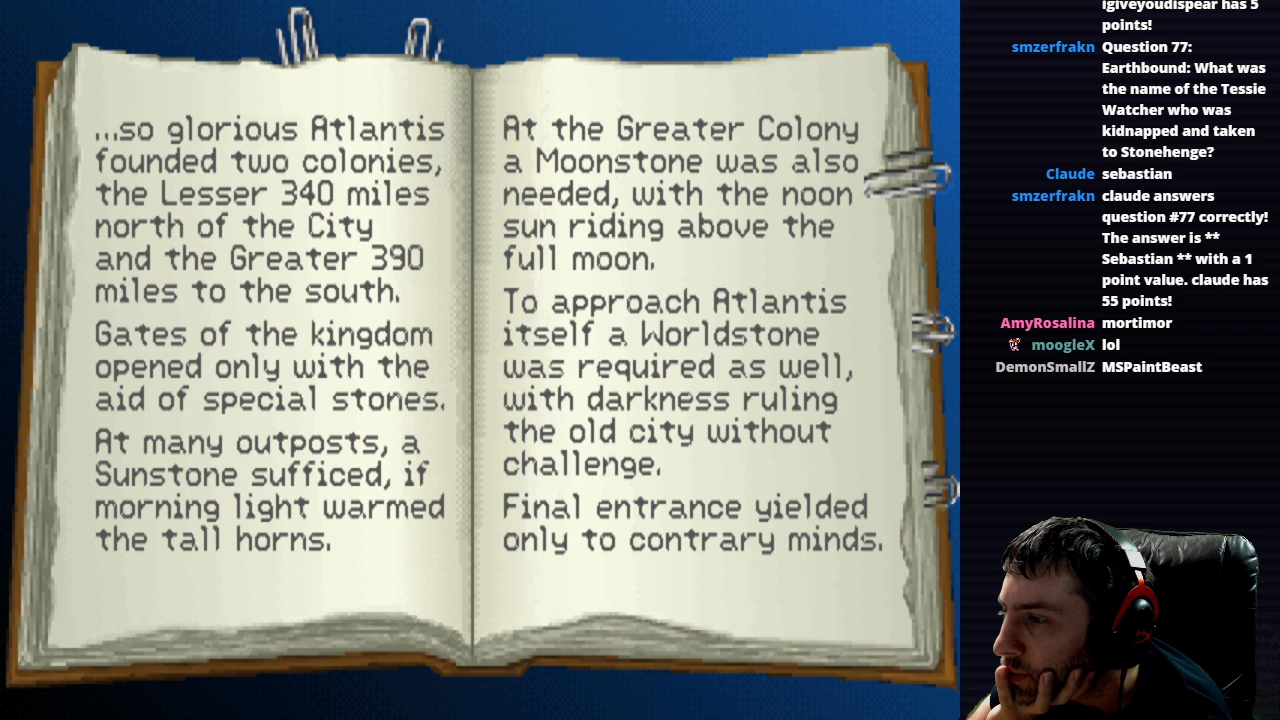 ...so glorious Atlantis
founded two colonies,
the Lesser 340 miles
north of the City
and the Greater 390
miles to the south.
Gates of the kingdom
opened only with the
aid of special stones.
At many outposts, a
Sunstone sufficed, if
morning light warmed
the tall horns.
At the Greater Colony
a Moonstone was also
needed, with the noon
sun riding above the
full moon.
To approach Atlantis
itself a Worldstone
was required as well,
with darkness ruling
the old city without
challenge.
Final entrance yielded
only to contrary minds.
igiveyoudispear has 5
points!
smzerfrakn Question 77:
Earthbound: What was
the name of the Tessie
Watcher who was
kidnapped and taken
to Stonehenge?
Claude sebastian
smzerfrakn claude answers
question #77 correctly!
The answer is **
Sebastian ** with a 1
point value. claude has
55 points!
AmyRosalina mortimor
moogleX lol
DemonSmallZ MSPaintBeast